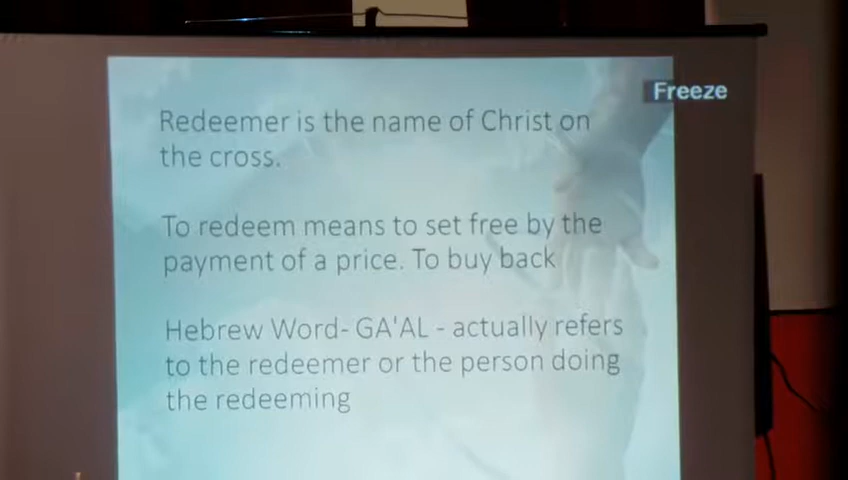 Freeze
Redeemer is the name of Christ on
the cross.
To redeem means to set free by the
payment of a price. To buy back
Hebrew Word- GA'AL - actually refers
to the redeemer or the person doing
the redeeming